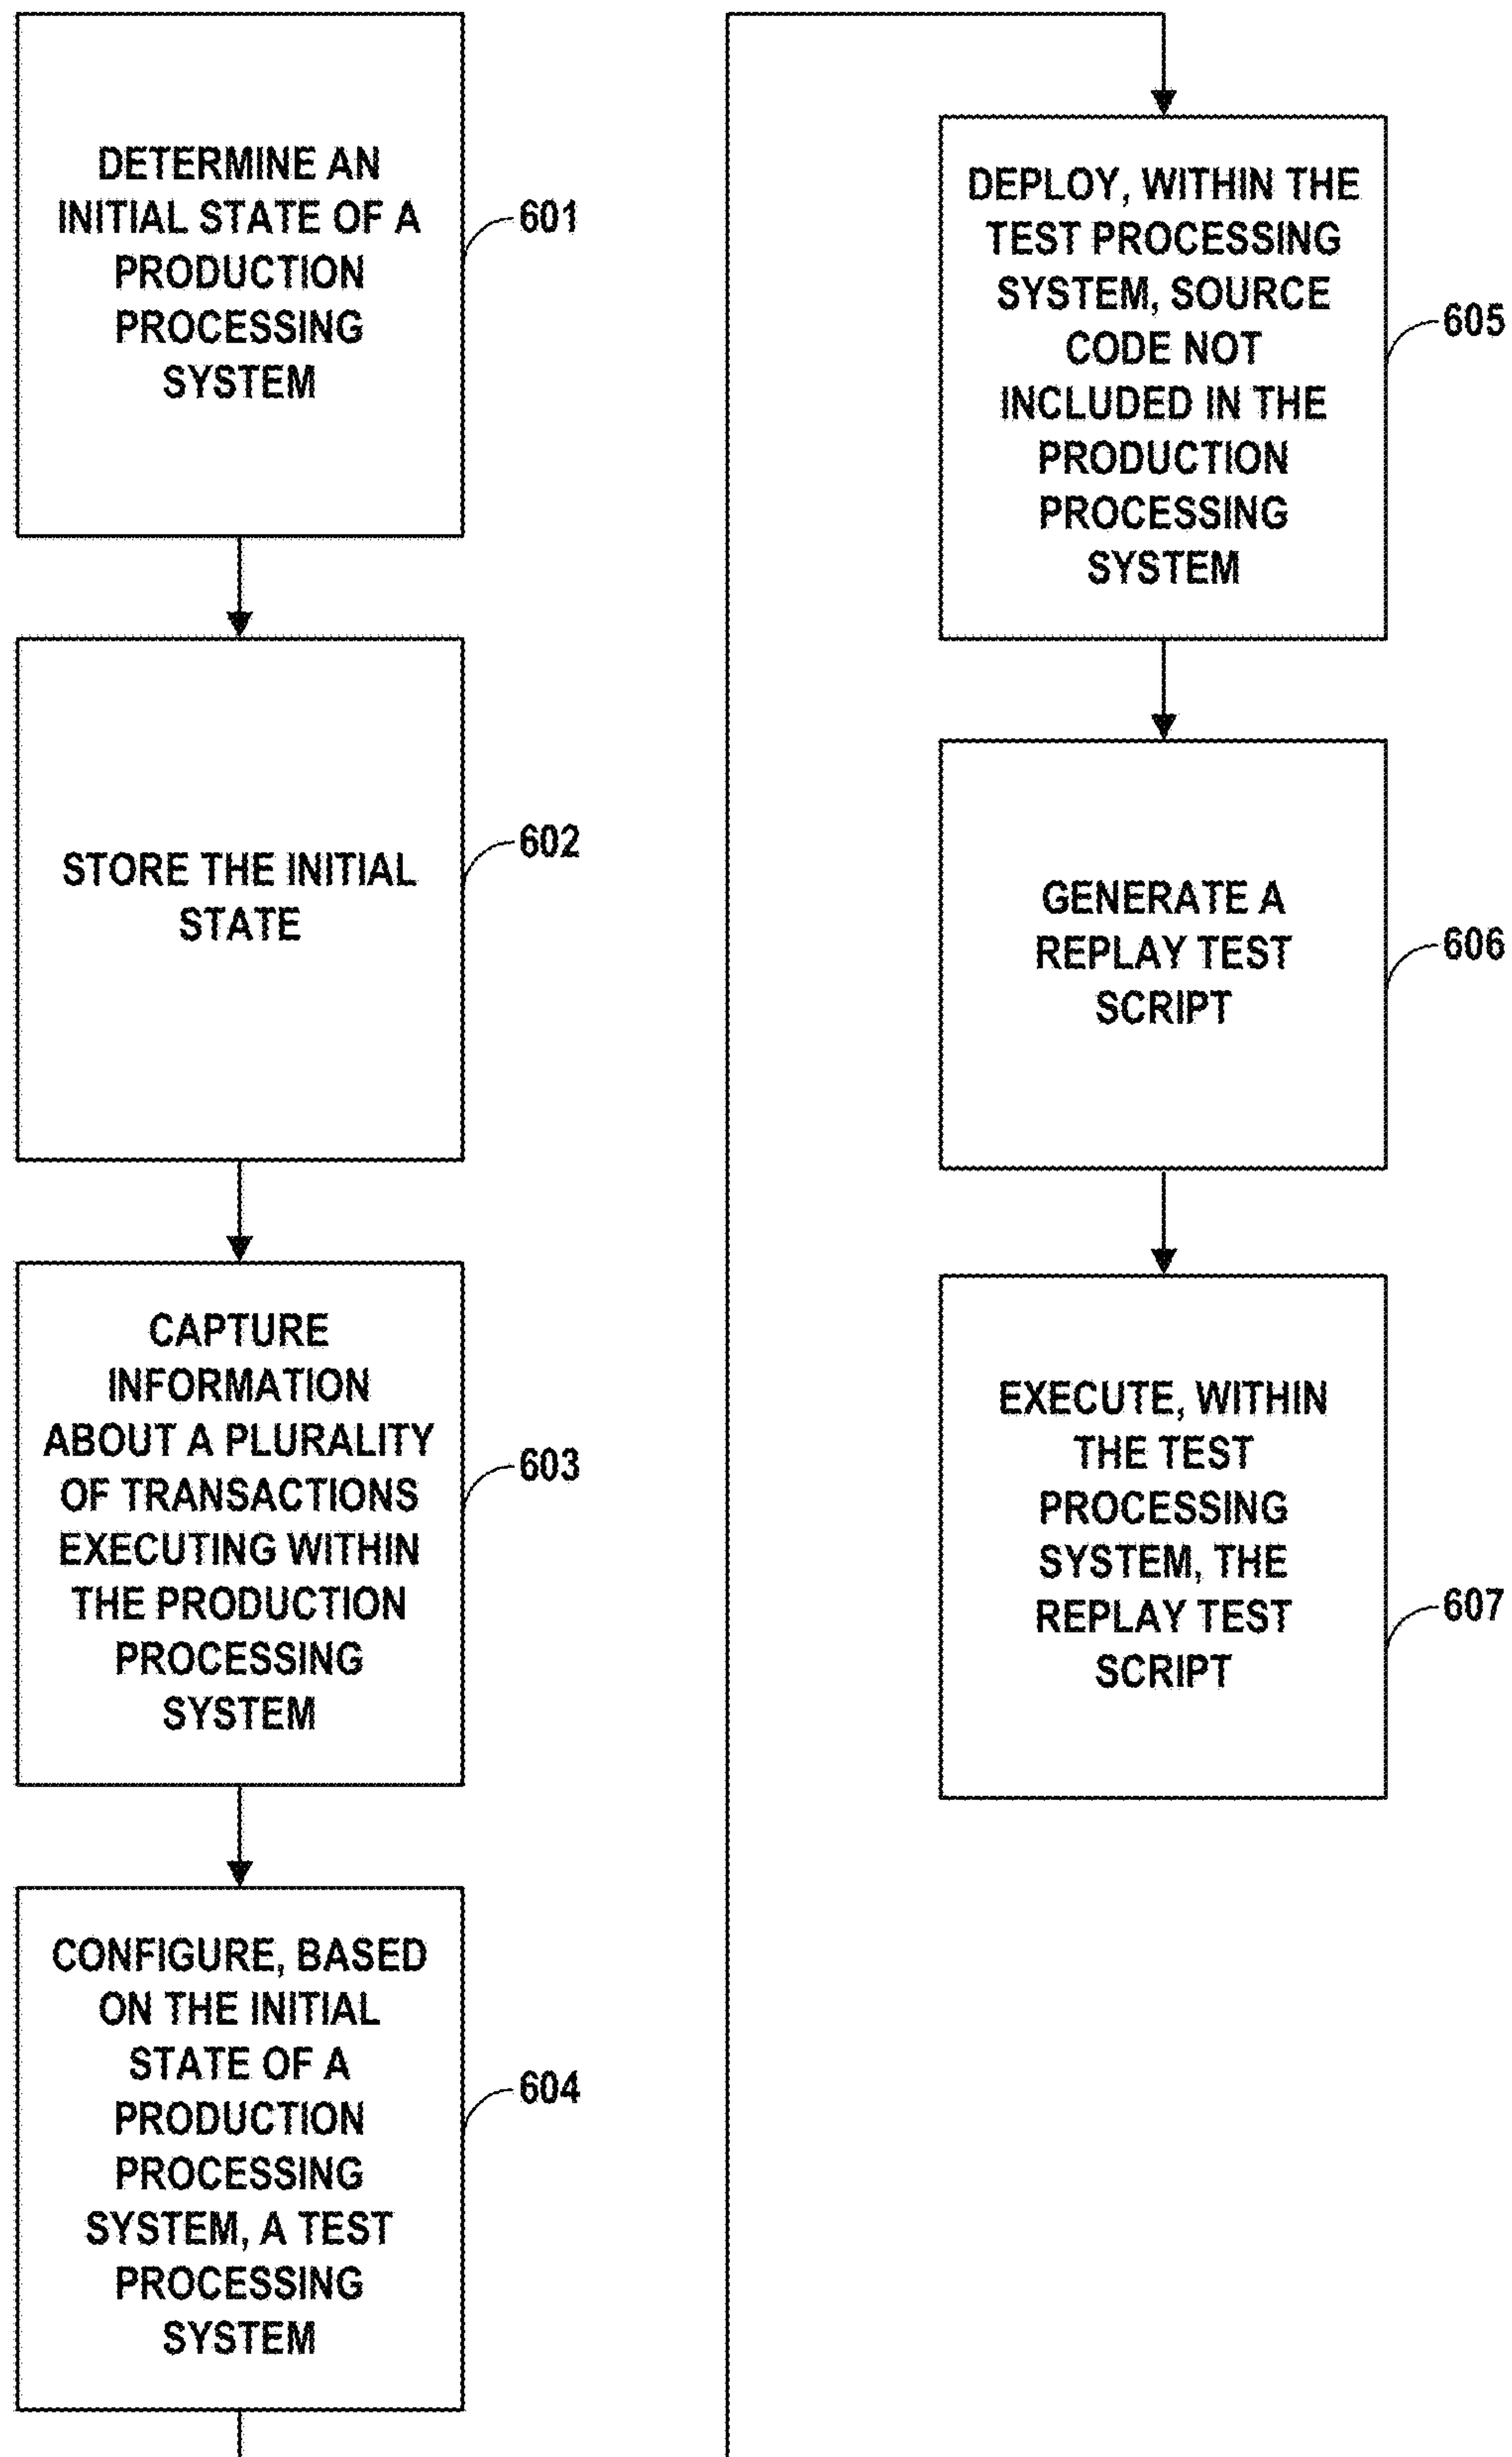 DETERMINE AN
INITIAL STATE OF A
PRODUCTION
PROCESSING
SYSTEM
601
STORE THE INITIAL
STATE
602
CAPTURE
INFORMATION
ABOUT A PLURALITY
OF TRANSACTIONS
EXECUTING WITHIN
THE PRODUCTION
PROCESSING
SYSTEM
603
CONFIGURE, BASED
ON THE INITIAL
STATE OF A
PRODUCTION
PROCESSING
SYSTEM, A TEST
PROCESSING
SYSTEM
604
DEPLOY, WITHIN THE
TEST PROCESSING
SYSTEM, SOURCE
CODE NOT
INCLUDED IN THE
PRODUCTION
PROCESSING
SYSTEM
605
GENERATE A
REPLAY TEST
SCRIPT
606
EXECUTE, WITHIN
THE TEST
PROCESSING
SYSTEM, THE
REPLAY TEST
SCRIPT
607